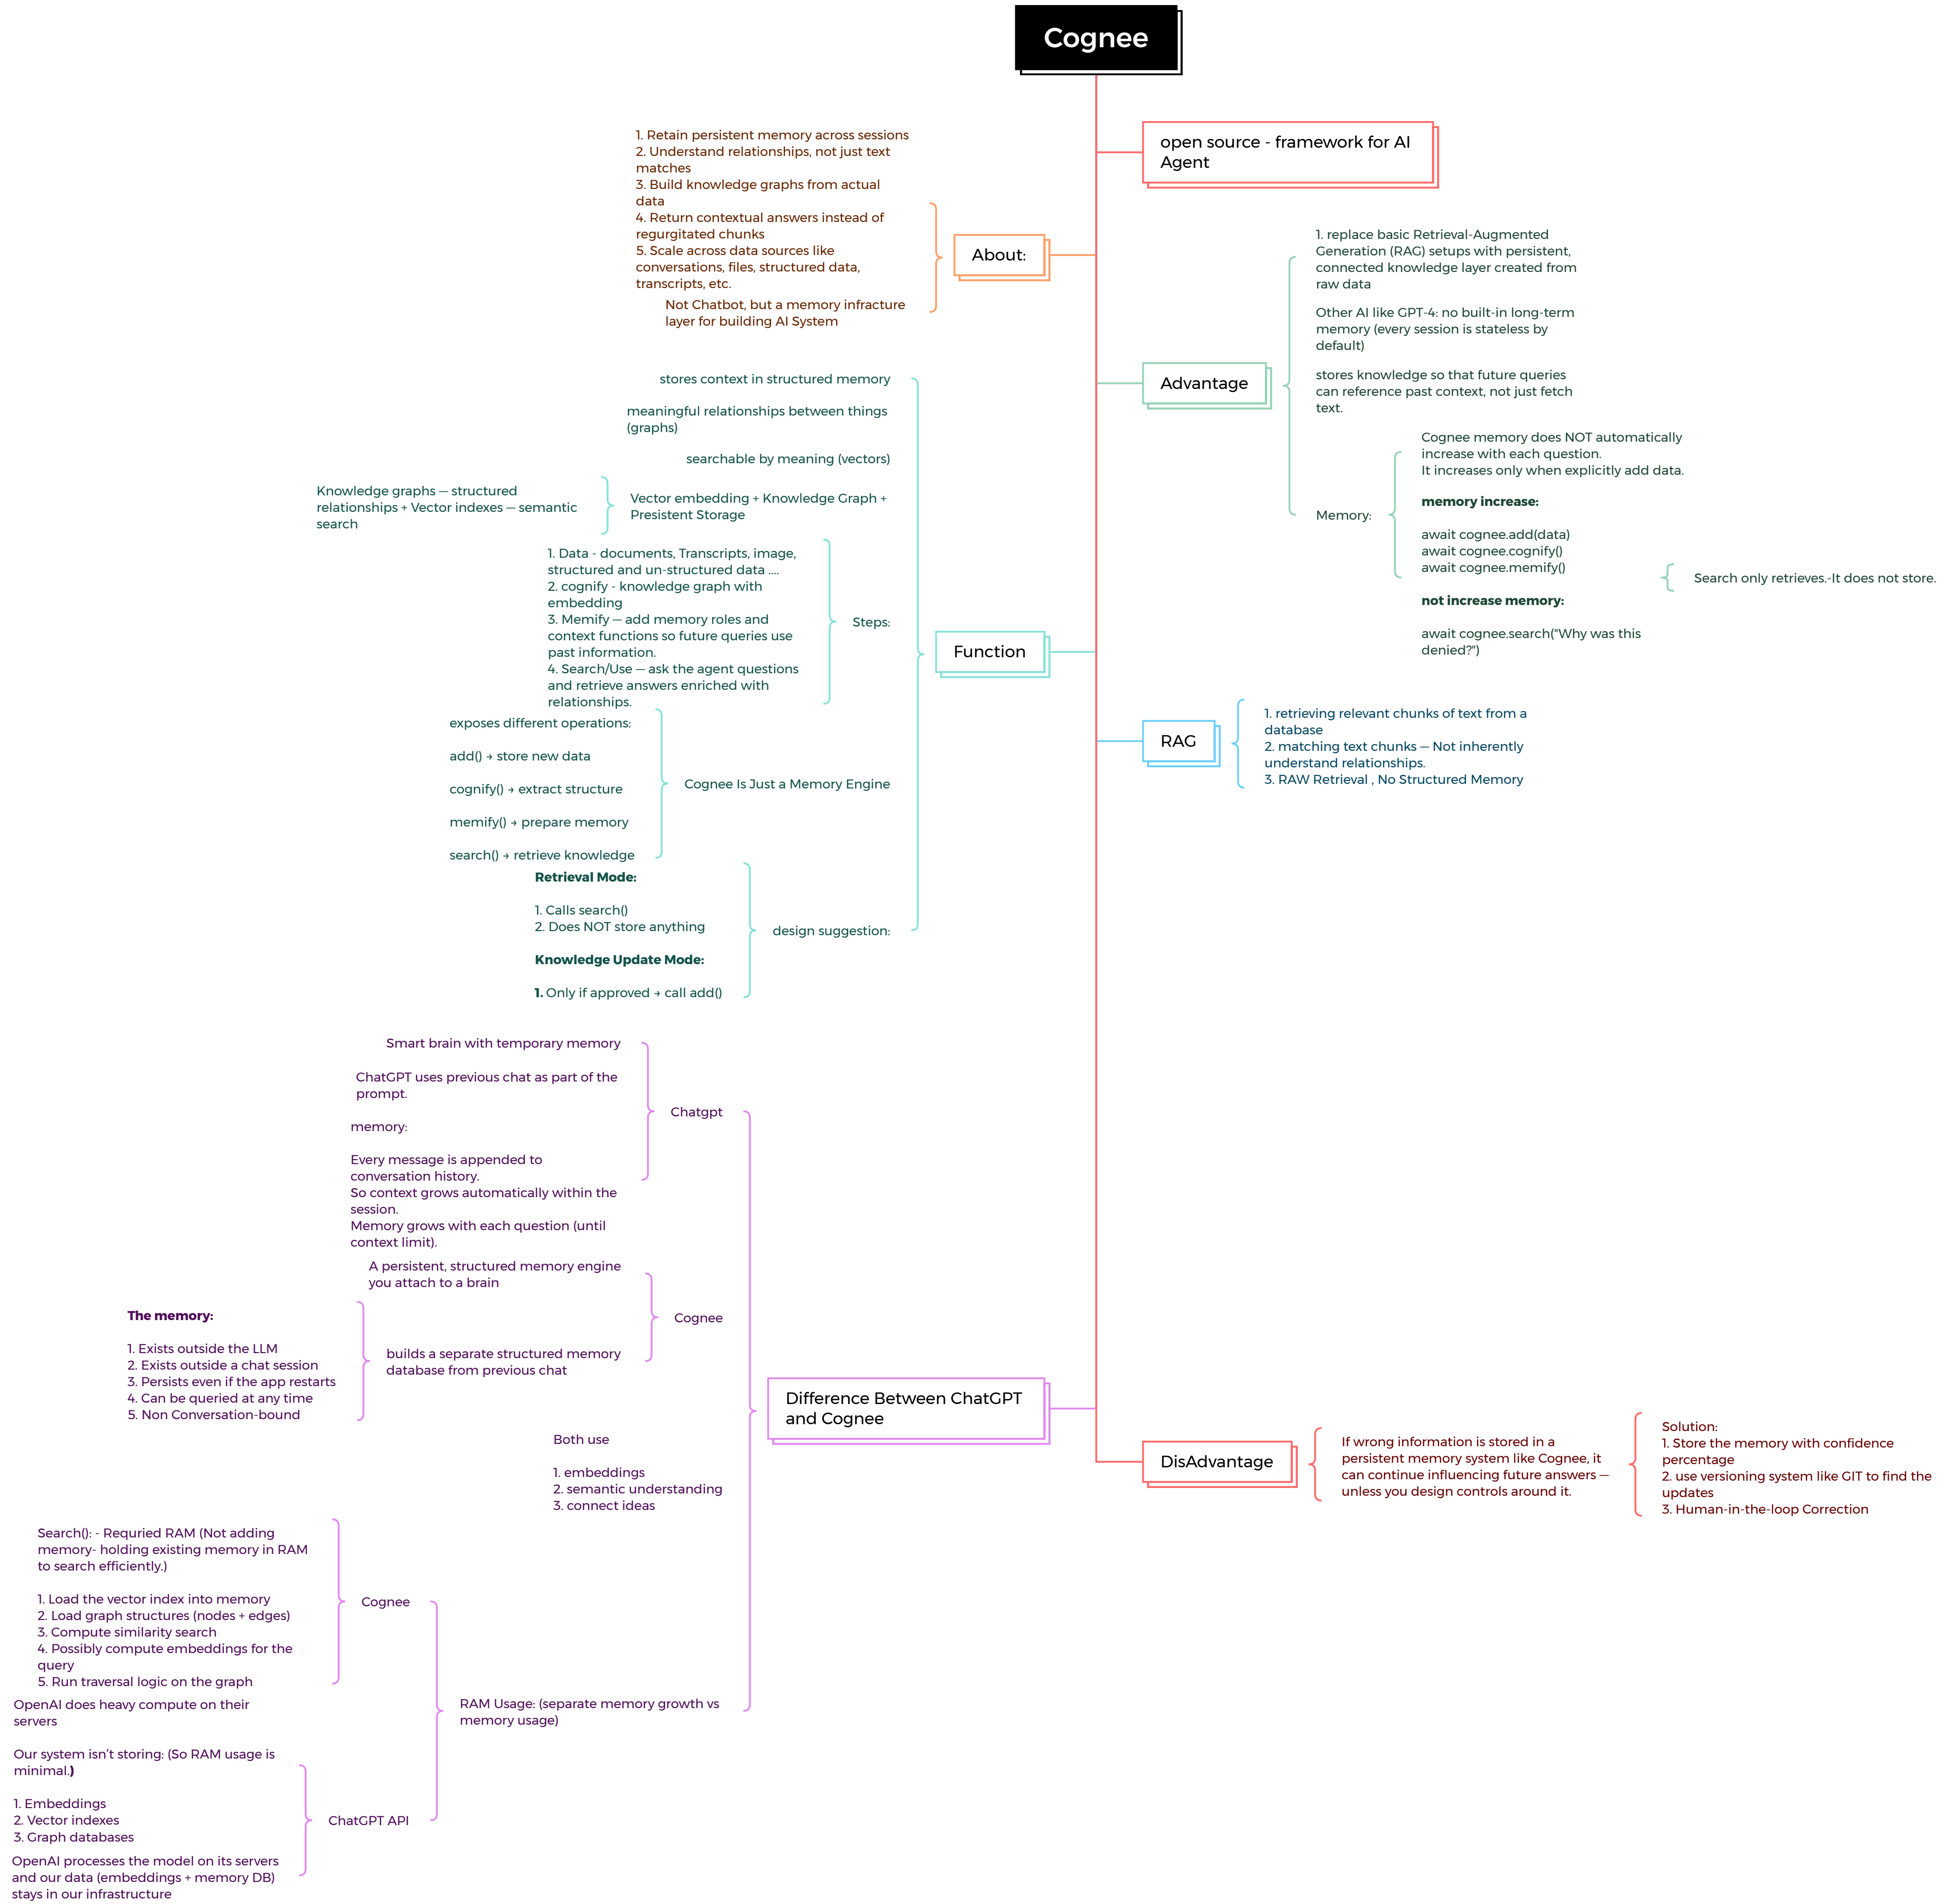 Cognee
open source - framework for AI
Agent
1. Retain persistent memory across sessions
2. Understand relationships, not just text
matches
3. Build knowledge graphs from actual
data
4. Return contextual answers instead of
regurgitated chunks
5. Scale across data sources like
conversations, files, structured data,
transcripts, etc.
Not Chatbot, but a memory infracture
layer for building AI System
About:
Advantage
1. replace basic Retrieval-Augmented
Generation (RAG) setups with persistent,
connected knowledge layer created from
raw data
Other AI like GPT-4: no built-in long-term
memory (every session is stateless by
default)
stores knowledge so that future queries
can reference past context, not just fetch
text.
Memory:
Cognee memory does NOT automatically
increase with each question.
It increases only when explicitly add data.
memory increase:
await cognee.add(data)
await cognee.cognify()
await cognee.memify()
not increase memory:
await cognee.search("Why was this
denied?")
Search only retrieves.-It does not store.
stores context in structured memory
meaningful relationships between things
(graphs)
searchable by meaning (vectors)
Knowledge graphs — structured
relationships + Vector indexes — semantic
search
Vector embedding + Knowledge Graph +
Presistent Storage
1. Data - documents, Transcripts, image,
structured and un-structured data ....
2. cognify - knowledge graph with
embedding
3. Memify — add memory roles and
context functions so future queries use
past information.
4. Search/Use — ask the agent questions
and retrieve answers enriched with
relationships.
Steps:
Function
exposes different operations:
add() → store new data
cognify() → extract structure
memify() → prepare memory
search() → retrieve knowledge
Cognee Is Just a Memory Engine
Retrieval Mode:
1. Calls search()
2. Does NOT store anything
Knowledge Update Mode:
1. Only if approved → call add()
design suggestion:
RAG
1. retrieving relevant chunks of text from a
database
2. matching text chunks — Not inherently
understand relationships.
3. RAW Retrieval , No Structured Memory
Smart brain with temporary memory
ChatGPT uses previous chat as part of the
prompt.
memory:
Every message is appended to
conversation history.
So context grows automatically within the
session.
Memory grows with each question (until
context limit).
Chatgpt
A persistent, structured memory engine
you attach to a brain
Cognee
The memory:
1. Exists outside the LLM
2. Exists outside a chat session
3. Persists even if the app restarts
4. Can be queried at any time
5. Non Conversation-bound
builds a separate structured memory
database from previous chat
Difference Between ChatGPT
and Cognee
Both use
1. embeddings
2. semantic understanding
3. connect ideas
Search(): - Requried RAM (Not adding
memory- holding existing memory in RAM
to search efficiently.)
1. Load the vector index into memory
2. Load graph structures (nodes + edges)
3. Compute similarity search
4. Possibly compute embeddings for the
query
5. Run traversal logic on the graph
Cognee
RAM Usage: (separate memory growth vs
memory usage)
OpenAI does heavy compute on their
servers
Our system isn’t storing: (So RAM usage is
minimal.)
1. Embeddings
2. Vector indexes
3. Graph databases
ChatGPT API
OpenAI processes the model on its servers
and our data (embeddings + memory DB)
stays in our infrastructure
DisAdvantage
If wrong information is stored in a
persistent memory system like Cognee, it
can continue influencing future answers —
unless you design controls around it.
Solution:
1. Store the memory with confidence
percentage
2. use versioning system like GIT to find the
updates
3. Human-in-the-loop Correction